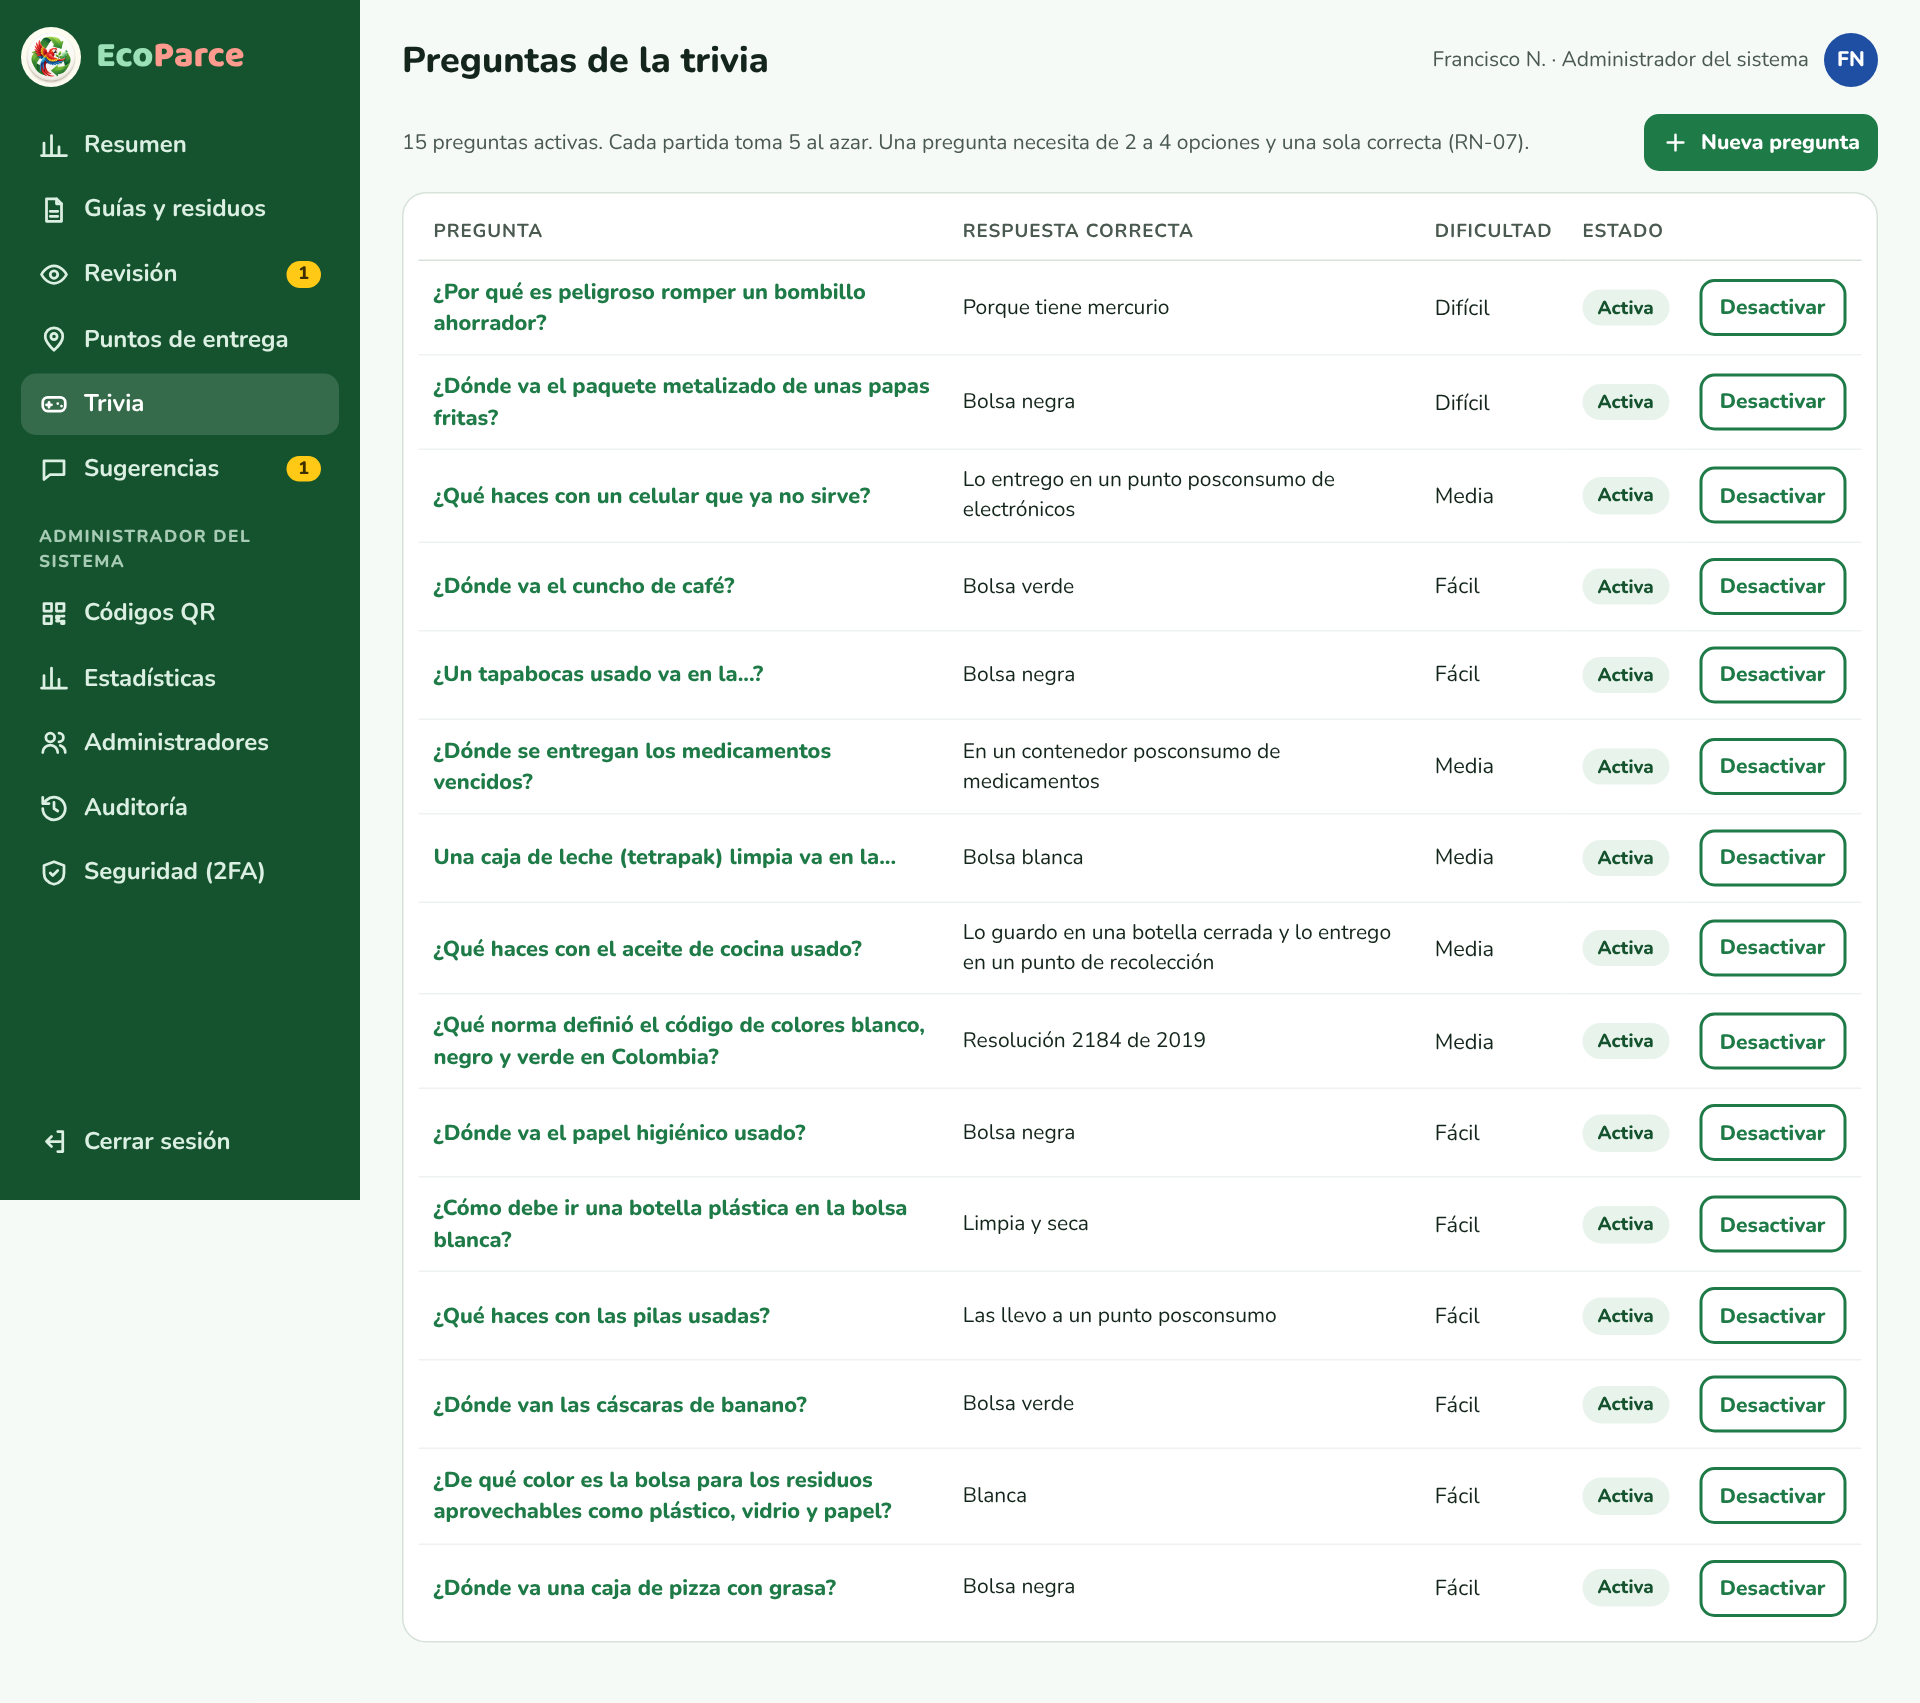 EcoParce
Resumen
Guías y residuos
Revisión 1
Puntos de entrega
Trivia
Sugerencias 1
ADMINISTRADOR DEL
SISTEMA
Códigos QR
Estadísticas
Administradores
Auditoría
Seguridad (2FA)
Cerrar sesión
Preguntas de la trivia
Francisco N. · Administrador del sistema FN
15 preguntas activas. Cada partida toma 5 al azar. Una pregunta necesita de 2 a 4 opciones y una sola correcta (RN-07).
+ Nueva pregunta
PREGUNTA RESPUESTA CORRECTA DIFICULTAD ESTADO
¿Por qué es peligroso romper un bombillo
ahorrador?
Porque tiene mercurio Difícil Activa Desactivar
¿Dónde va el paquete metalizado de unas papas
fritas?
Bolsa negra Difícil Activa Desactivar
¿Qué haces con un celular que ya no sirve?
Lo entrego en un punto posconsumo de
electrónicos
Media Activa Desactivar
¿Dónde va el cuncho de café? Bolsa verde Fácil Activa Desactivar
¿Un tapabocas usado va en la...? Bolsa negra Fácil Activa Desactivar
¿Dónde se entregan los medicamentos
vencidos?
En un contenedor posconsumo de
medicamentos
Media Activa Desactivar
Una caja de leche (tetrapak) limpia va en la... Bolsa blanca Media Activa Desactivar
¿Qué haces con el aceite de cocina usado?
Lo guardo en una botella cerrada y lo entrego
en un punto de recolección
Media Activa Desactivar
¿Qué norma definió el código de colores blanco,
negro y verde en Colombia?
Resolución 2184 de 2019 Media Activa Desactivar
¿Dónde va el papel higiénico usado? Bolsa negra Fácil Activa Desactivar
¿Cómo debe ir una botella plástica en la bolsa
blanca?
Limpia y seca Fácil Activa Desactivar
¿Qué haces con las pilas usadas? Las llevo a un punto posconsumo Fácil Activa Desactivar
¿Dónde van las cáscaras de banano? Bolsa verde Fácil Activa Desactivar
¿De qué color es la bolsa para los residuos
aprovechables como plástico, vidrio y papel?
Blanca Fácil Activa Desactivar
¿Dónde va una caja de pizza con grasa? Bolsa negra Fácil Activa Desactivar